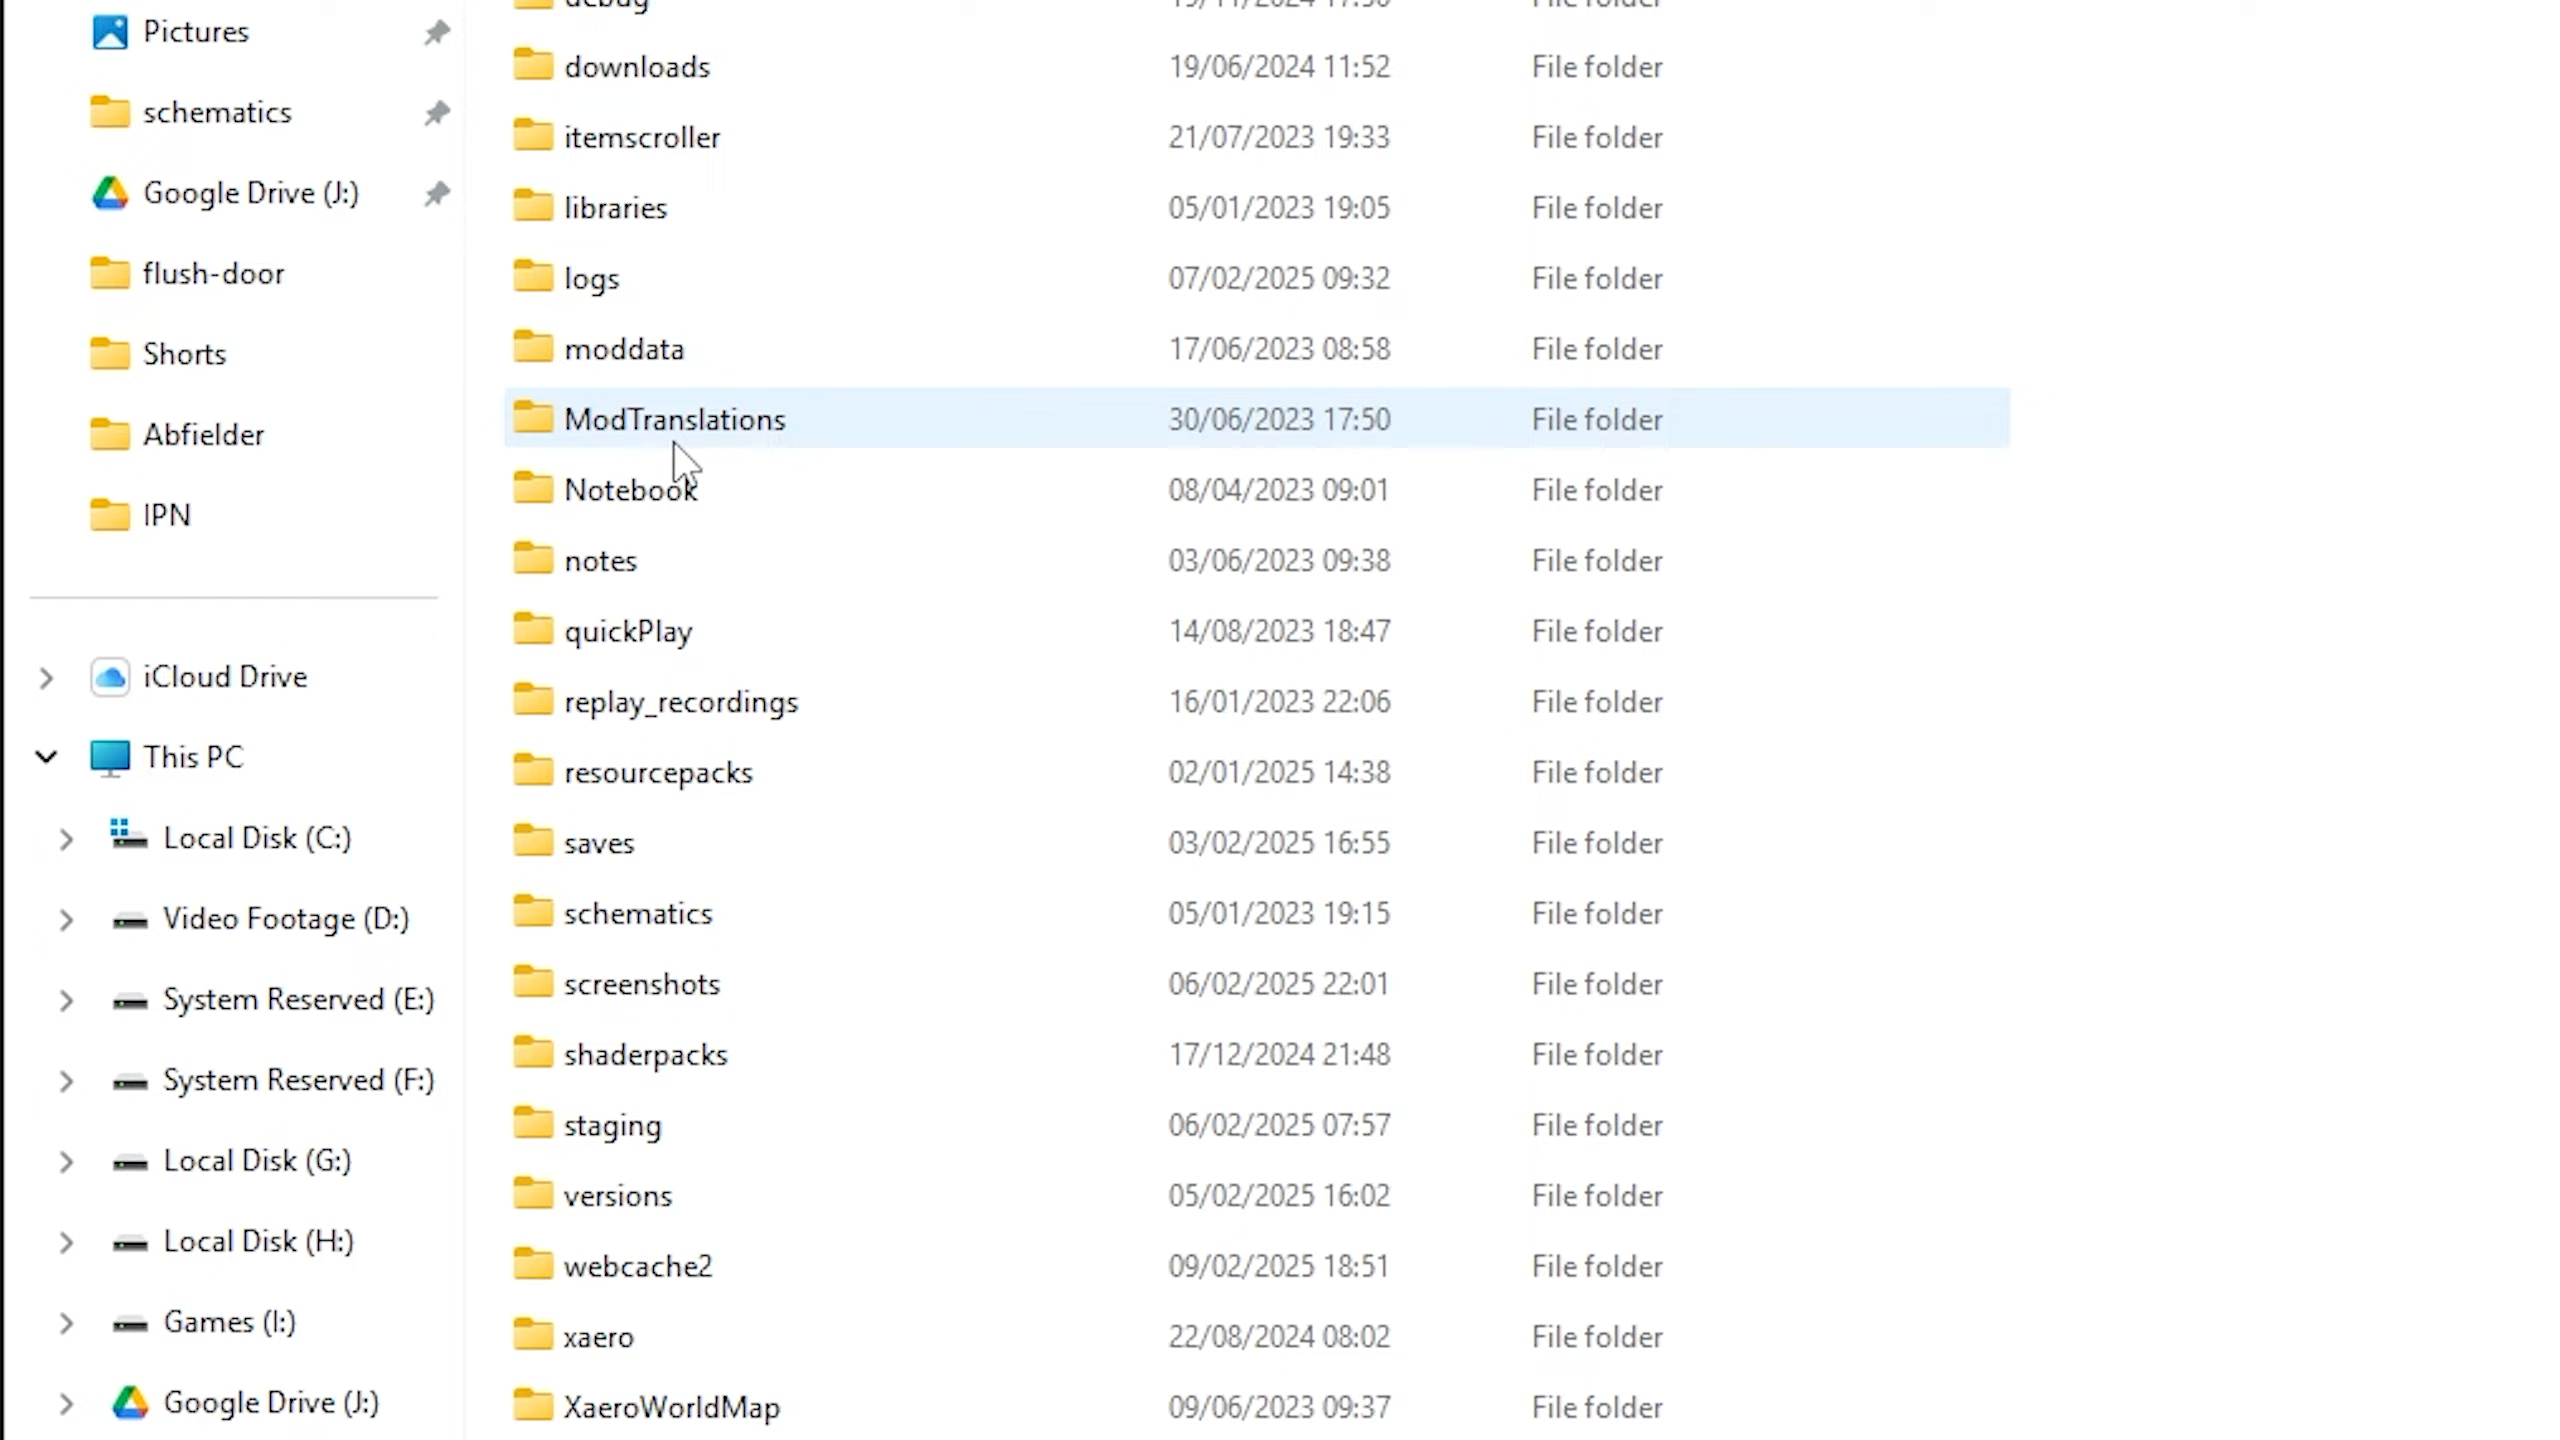 Pictures
schematics
Google Drive (J:)
flush-door
Shorts
Abfielder
IPN
iCloud Drive
This PC
Local Disk (C:)
Video Footage (D:)
System Reserved (E:)
System Reserved (F:)
Local Disk (G:)
Local Disk (H:)
Games (I:)
Google Drive (J:)
debug File folder
downloads 19/06/2024 11:52 File folder
itemscroller 21/07/2023 19:33 File folder
libraries 05/01/2023 19:05 File folder
logs 07/02/2025 09:32 File folder
moddata 17/06/2023 08:58 File folder
ModTranslations 30/06/2023 17:50 File folder
Notebook 08/04/2023 09:01 File folder
notes 03/06/2023 09:38 File folder
quickPlay 14/08/2023 18:47 File folder
replay_recordings 16/01/2023 22:06 File folder
resourcepacks 02/01/2025 14:38 File folder
saves 03/02/2025 16:55 File folder
schematics 05/01/2023 19:15 File folder
screenshots 06/02/2025 22:01 File folder
shaderpacks 17/12/2024 21:48 File folder
staging 06/02/2025 07:57 File folder
versions 05/02/2025 16:02 File folder
webcache2 09/02/2025 18:51 File folder
xaero 22/08/2024 08:02 File folder
XaeroWorldMap 09/06/2023 09:37 File folder